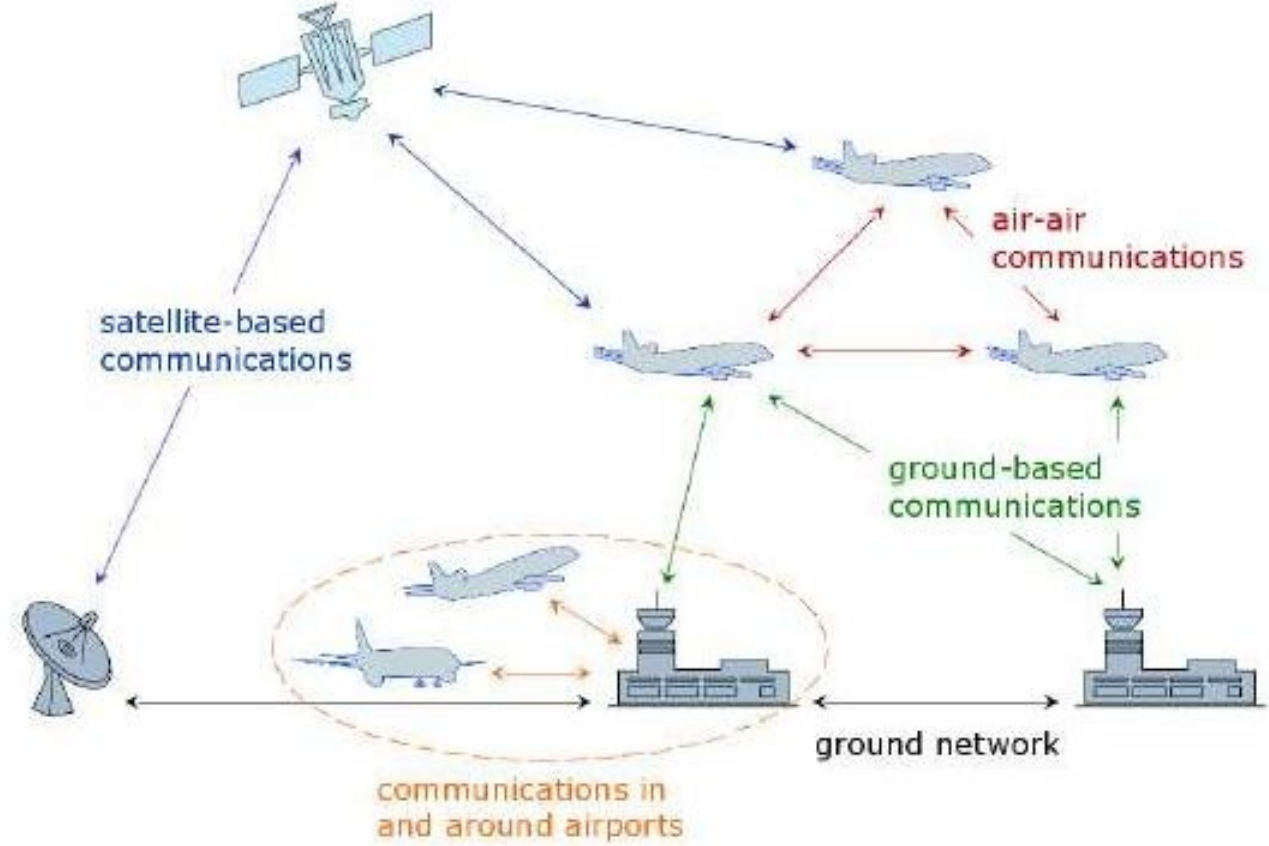 air-air
communications
satellite-based
communications
ground-based
communications
ground network
communications in
and around airports